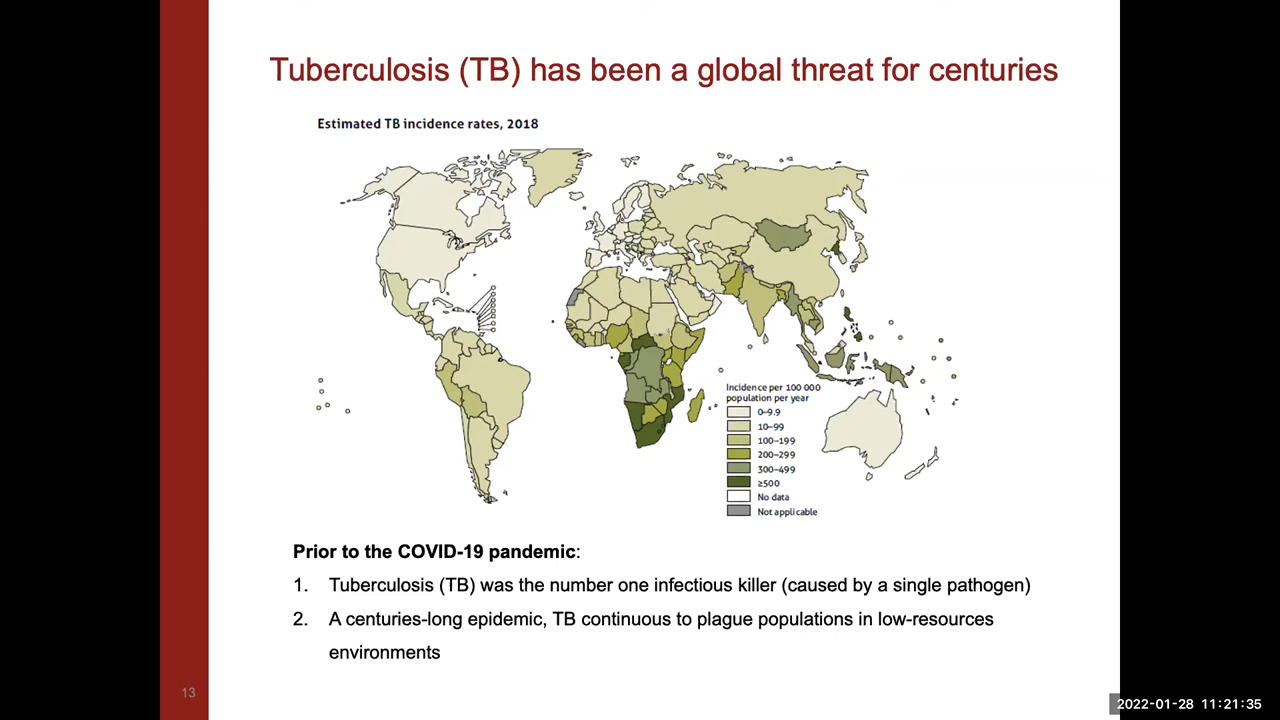 Tuberculosis (TB) has been a global threat for centuries
Estimated TB incidence rates, 2018
Incidence per 100 000
population per year
0–9.9
10–99
100–199
200–299
300–499
≥500
No data
Not applicable
Prior to the COVID-19 pandemic:
1. Tuberculosis (TB) was the number one infectious killer (caused by a single pathogen)
2. A centuries-long epidemic, TB continuous to plague populations in low-resources
environments
13
2022-01-28 11:21:35